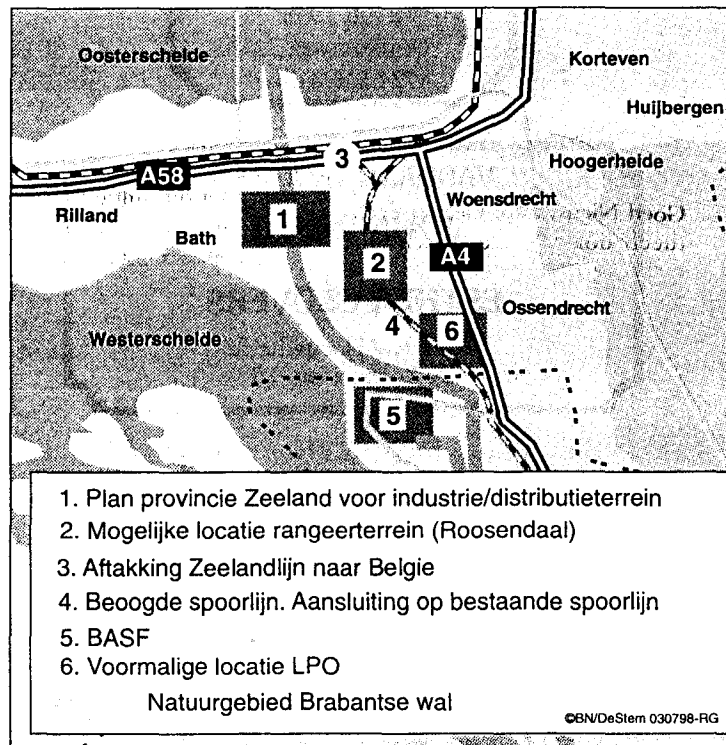 Oosterschelde
Korteven
Huijbergen
3
Hoogerheide
A58
Rilland
1
Woensdrecht
Bath
2
A4
Ossendrecht
Westerschelde
4
6
5
1. Plan provincie Zeeland voor industrie/distributieterrein
2. Mogelijke locatie rangeerterrein (Roosendaal)
3. Aftakking Zeelandlijn naar Belgie
4. Beoogde spoorlijn. Aansluiting op bestaande spoorlijn
5. BASF
6. Voormalige locatie LPO
Natuurgebied Brabantse wal
©BN/DeStem 030798-RG